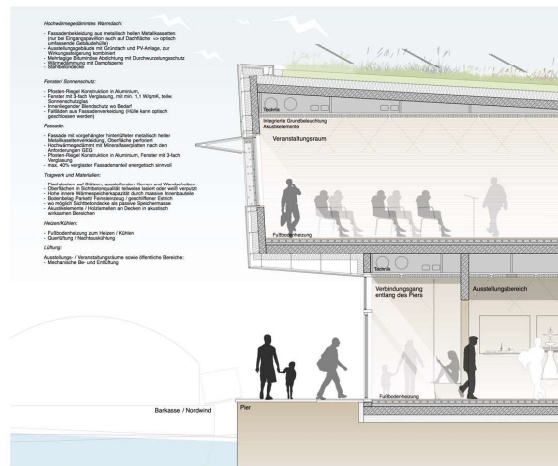 Hochwärmegedämmtes Warmdach:
- Fassadenbekleidung aus metallisch hellen Metallkassetten
(nur bei Eingangspavillion auch auf Dachfläche => optisch
umfassende Gebäudehülle)
- Ausstellungsgebäude mit Gründach und PV-Anlage, zur
Wirkungssteigerung kombiniert
- Mehrlagige Bituminöse Abdichtung mit Durchwurzelungsschutz
- Wärmedämmung mit Dampfsperre
- Stahlbetondecke
Fenster/ Sonnenschutz:
- Pfosten-Riegel Konstruktion in Aluminium,
- Fenster mit 3-fach Verglasung, mit min. 1,1 W/qmK, teilw.
Sonnenschutzglas
- Innenliegender Blendschutz wo Bedarf
- Faltläden aus Fassadenverkleidung (Hülle kann optisch
geschlossen werden)
Fassade:
- Fassade mit vorgehängter hinterlüfteter metallisch heller
Metallkassettenverkleidung, Oberfläche perforiert
- Hochwärmegedämmt mit Mineralfaserplatten nach den
Anforderungen GEG
- Pfosten-Riegel Konstruktion in Aluminium, Fenster mit 3-fach
Verglasung
- max. 40% verglaster Fassadenanteil energetisch sinnvoll
Tragwerk und Materialien:
- Oberflächen in Sichtbetonqualität teilweise lasiert oder weiß verputzt
- Hohe innere Wärmespeicherkapazität durch massive Innenbauteile
- Bodenbelag Parkett/ Feinsteinzeug / geschliffener Estrich
- wo möglich Sichtbetondecke als passive Speichermasse
- Akustikelemente / Holzlamellen an Decken in akustisch
wirksamen Bereichen
Heizen/Kühlen:
- Fußbodenheizung zum Heizen / Kühlen
- Querlüftung / Nachtauskühlung
Lüftung:
Ausstellungs- / Veranstaltungsräume sowie öffentliche Bereiche:
- Mechanische Be- und Entlüftung
Technik
Integrierte Grundbeleuchtung
Akustikelemente
Veranstaltungsraum
Fußbodenheizung
Technik
Verbindungsgang
entlang des Piers
Ausstellungsbereich
Fußbodenheizung
Barkasse / Nordwind
Pier